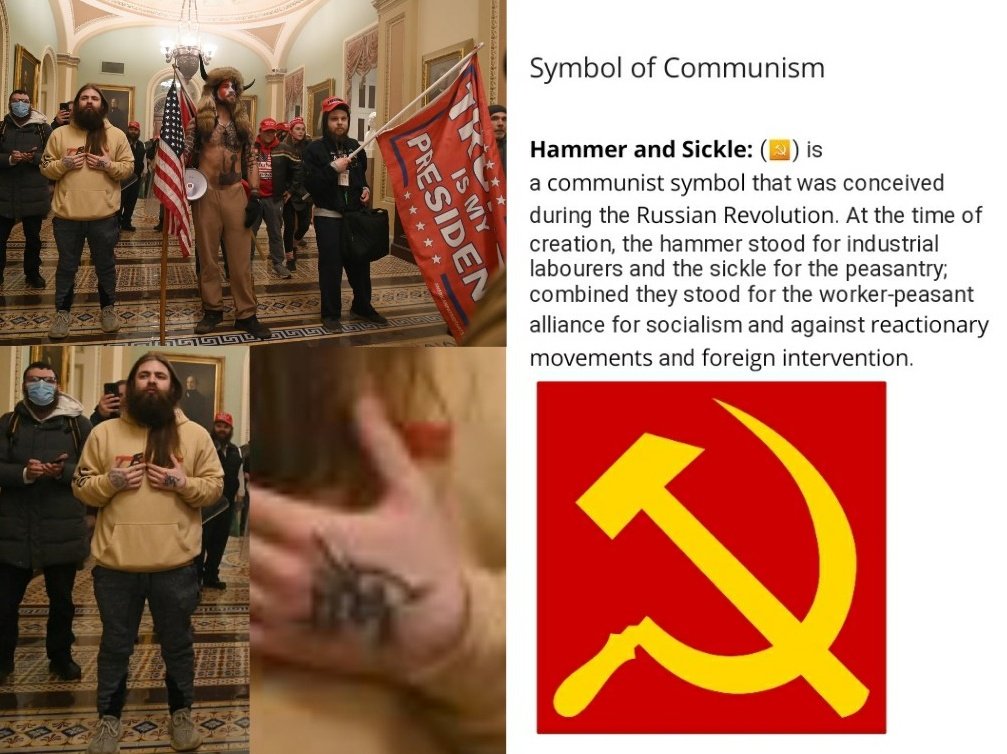 TRUMP
IS MY
PRESIDENT
Symbol of Communism
Hammer and Sickle: (☭) is
a communist symbol that was conceived
during the Russian Revolution. At the time of
creation, the hammer stood for industrial
labourers and the sickle for the peasantry;
combined they stood for the worker-peasant
alliance for socialism and against reactionary
movements and foreign intervention.